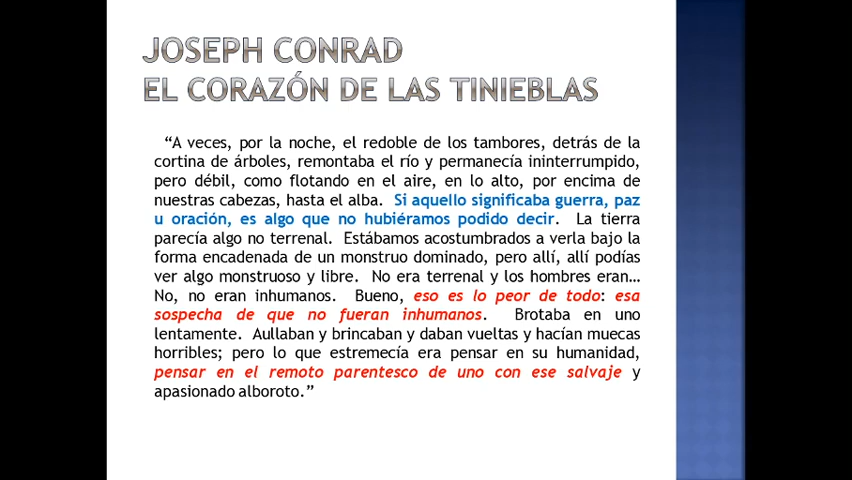 JOSEPH CONRAD
EL CORAZÓN DE LAS TINIEBLAS
“A veces, por la noche, el redoble de los tambores, detrás de la
cortina de árboles, remontaba el río y permanecía ininterrumpido,
pero débil, como flotando en el aire, en lo alto, por encima de
nuestras cabezas, hasta el alba. Si aquello significaba guerra, paz
u oración, es algo que no hubiéramos podido decir. La tierra
parecía algo no terrenal. Estábamos acostumbrados a verla bajo la
forma encadenada de un monstruo dominado, pero allí, allí podías
ver algo monstruoso y libre. No era terrenal y los hombres eran…
No, no eran inhumanos. Bueno, eso es lo peor de todo: esa
sospecha de que no fueran inhumanos. Brotaba en uno
lentamente. Aullaban y brincaban y daban vueltas y hacían muecas
horribles; pero lo que estremecía era pensar en su humanidad,
pensar en el remoto parentesco de uno con ese salvaje y
apasionado alboroto.”